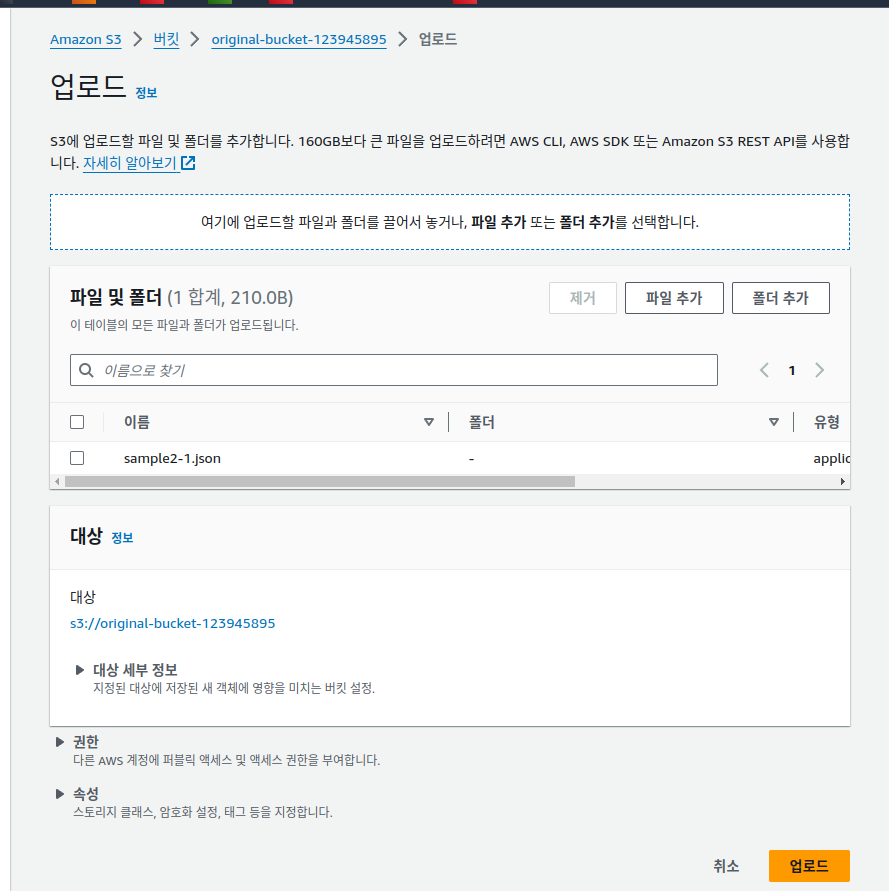 Amazon S3 > 버킷 > original-bucket-123945895 > 업로드
업로드 정보
S3에 업로드할 파일 및 폴더를 추가합니다. 160GB보다 큰 파일을 업로드하려면 AWS CLI, AWS SDK 또는 Amazon S3 REST API를 사용합
니다. 자세히 알아보기
여기에 업로드할 파일과 폴더를 끌어서 놓거나, 파일 추가 또는 폴더 추가를 선택합니다.
파일 및 폴더 (1 합계, 210.0B)
제거 파일 추가 폴더 추가
이 테이블의 모든 파일과 폴더가 업로드됩니다.
이름으로 찾기
1
이름 폴더 유형
sample2-1.json - applic
대상 정보
대상
s3://original-bucket-123945895
대상 세부 정보
지정된 대상에 저장된 새 객체에 영향을 미치는 버킷 설정.
권한
다른 AWS 계정에 퍼블릭 액세스 및 액세스 권한을 부여합니다.
속성
스토리지 클래스, 암호화 설정, 태그 등을 지정합니다.
취소 업로드